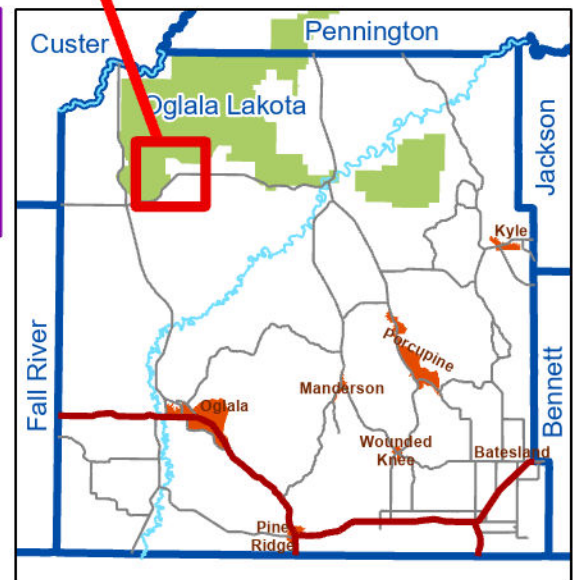 Custer
Pennington
Oglala Lakota
Jackson
Kyle
Fall River
Porcupine
Manderson
Oglala
Bennett
Wounded
Knee
Batesland
Pine
Ridge